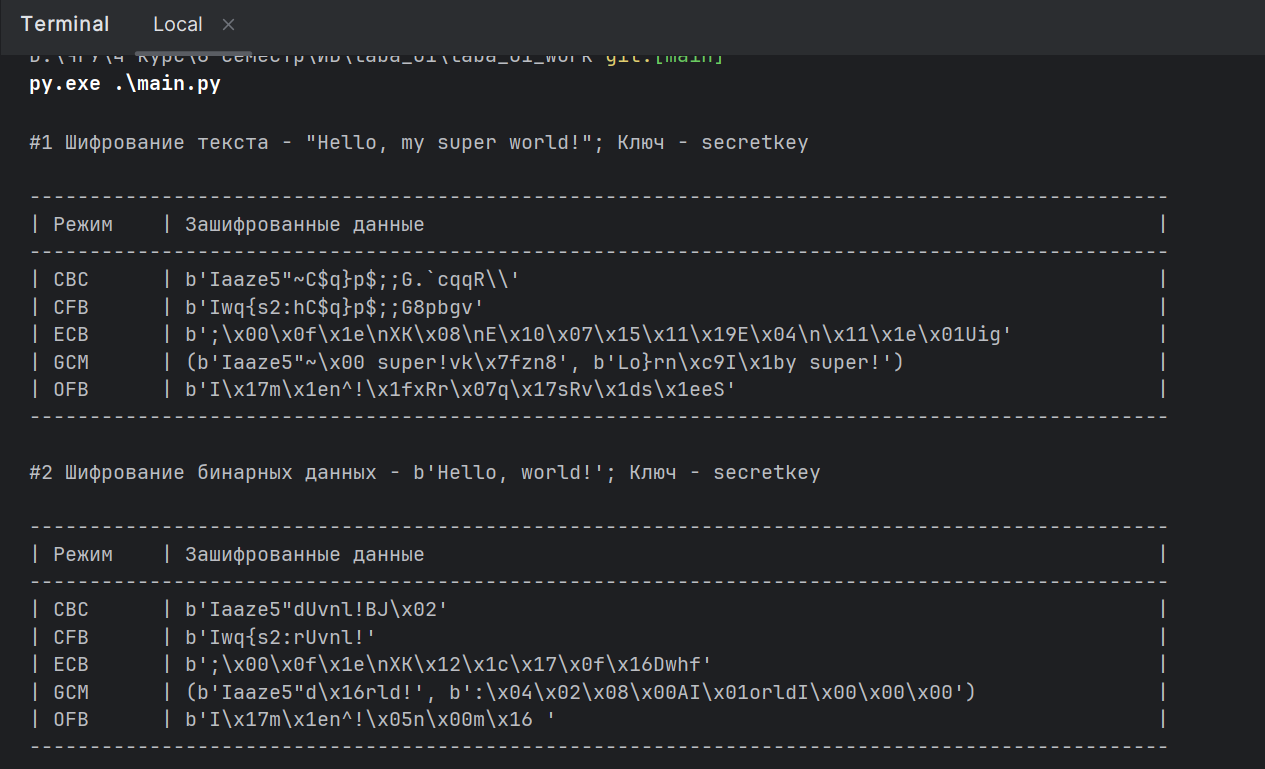 Terminal Local ×
py.exe .\main.py
#1 Шифрование текста - "Hello, my super world!"; Ключ - secretkey
-----------------------------------------------------------------------------------------------
| Режим    | Зашифрованные данные                                                             |
-----------------------------------------------------------------------------------------------
| CBC      | b'Iaaze5"~C$q}p$;;G.`cqqR\\'                                                     |
| CFB      | b'Iwq{s2:hC$q}p$;;G8pbgv'                                                        |
| ECB      | b';\x00\x0f\x1e\nXK\x08\nE\x10\x07\x15\x11\x19E\x04\n\x11\x1e\x01Uig'            |
| GCM      | (b'Iaaze5"~\x00 super!vk\x7fzn8', b'Lo}rn\xc9I\x1by super!')                     |
| OFB      | b'I\x17m\x1en^!\x1fxRr\x07q\x17sRv\x1ds\x1eeS'                                   |
-----------------------------------------------------------------------------------------------
#2 Шифрование бинарных данных - b'Hello, world!'; Ключ - secretkey
-----------------------------------------------------------------------------------------------
| Режим    | Зашифрованные данные                                                             |
-----------------------------------------------------------------------------------------------
| CBC      | b'Iaaze5"dUvnl!BJ\x02'                                                           |
| CFB      | b'Iwq{s2:rUvnl!'                                                                 |
| ECB      | b';\x00\x0f\x1e\nXK\x12\x1c\x17\x0f\x16Dwhf'                                     |
| GCM      | (b'Iaaze5"d\x16rld!', b':\x04\x02\x08\x00AI\x01orldI\x00\x00\x00')               |
| OFB      | b'I\x17m\x1en^!\x05n\x00m\x16 '                                                  |
-----------------------------------------------------------------------------------------------